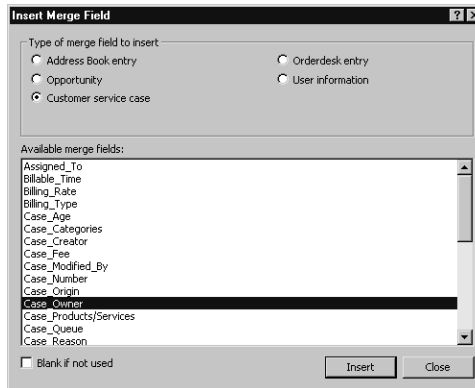 Insert Merge Field
Type of merge field to insert
Address Book entry
Orderdesk entry
Opportunity
User information
Customer service case
Available merge fields:
Assigned_To
Billable_Time
Billing_Rate
Billing_Type
Case_Age
Case_Categories
Case_Creator
Case_Fee
Case_Modified_By
Case_Number
Case_Origin
Case_Owner
Case_Products/Services
Case_Queue
Case_Reason
Blank if not used
Insert
Close